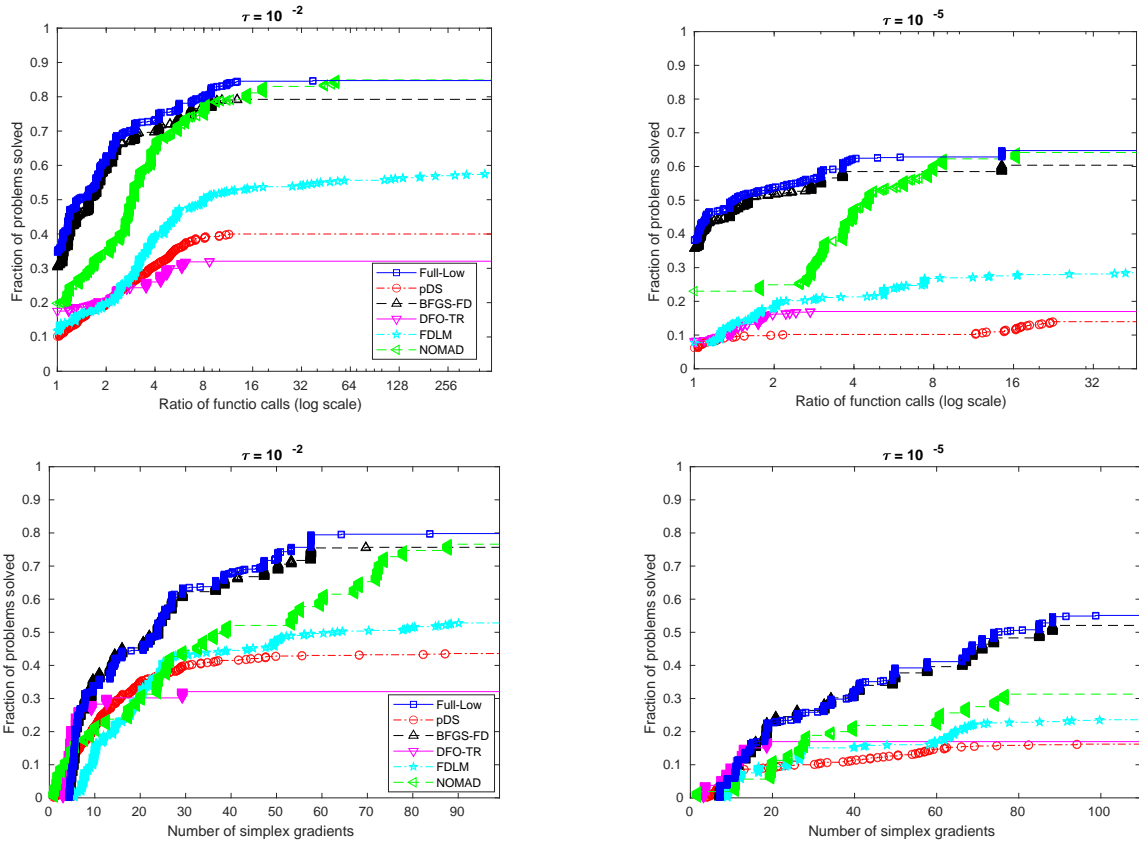 τ = 10 -2
1
0.9
0.8
0.7
0.6
0.5
0.4
0.3
0.2
0.1
0
Fraction of problems solved
1 2 4 8 16 32 64 128 256
Ratio of functio calls (log scale)
Full-Low
pDS
BFGS-FD
DFO-TR
FDLM
NOMAD
τ = 10 -5
1
0.9
0.8
0.7
0.6
0.5
0.4
0.3
0.2
0.1
0
Fraction of problems solved
1 2 4 8 16 32
Ratio of function calls (log scale)
τ = 10 -2
1
0.9
0.8
0.7
0.6
0.5
0.4
0.3
0.2
0.1
0
Fraction of problems solved
0 10 20 30 40 50 60 70 80 90
Number of simplex gradients
Full-Low
pDS
BFGS-FD
DFO-TR
FDLM
NOMAD
τ = 10 -5
1
0.9
0.8
0.7
0.6
0.5
0.4
0.3
0.2
0.1
0
Fraction of problems solved
0 20 40 60 80 100
Number of simplex gradients